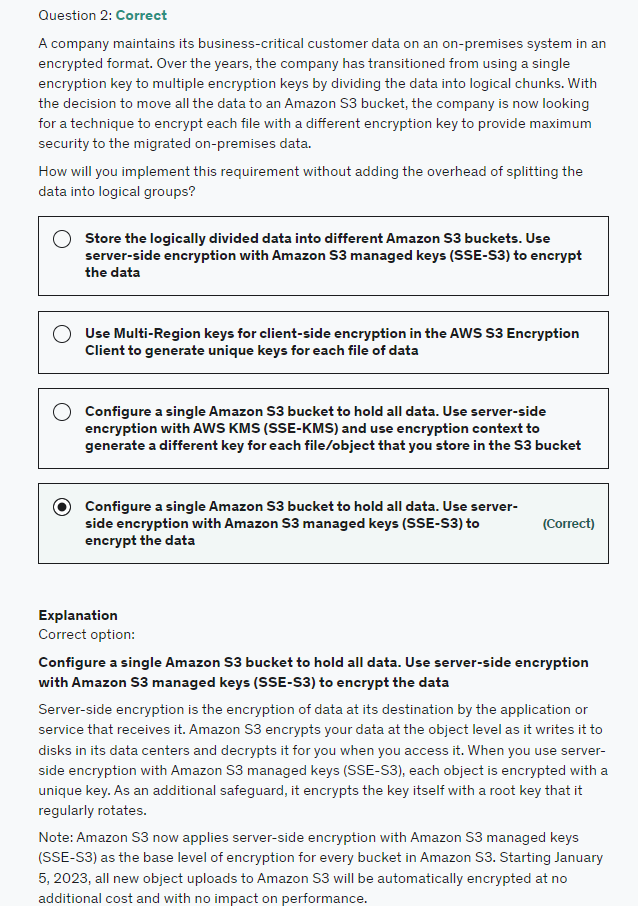 Question 2: Correct
A company maintains its business-critical customer data on an on-premises system in an
encrypted format. Over the years, the company has transitioned from using a single
encryption key to multiple encryption keys by dividing the data into logical chunks. With
the decision to move all the data to an Amazon S3 bucket, the company is now looking
for a technique to encrypt each file with a different encryption key to provide maximum
security to the migrated on-premises data.
How will you implement this requirement without adding the overhead of splitting the
data into logical groups?
Store the logically divided data into different Amazon S3 buckets. Use
server-side encryption with Amazon S3 managed keys (SSE-S3) to encrypt
the data
Use Multi-Region keys for client-side encryption in the AWS S3 Encryption
Client to generate unique keys for each file of data
Configure a single Amazon S3 bucket to hold all data. Use server-side
encryption with AWS KMS (SSE-KMS) and use encryption context to
generate a different key for each file/object that you store in the S3 bucket
Configure a single Amazon S3 bucket to hold all data. Use server-
side encryption with Amazon S3 managed keys (SSE-S3) to
encrypt the data
(Correct)
Explanation
Correct option:
Configure a single Amazon S3 bucket to hold all data. Use server-side encryption
with Amazon S3 managed keys (SSE-S3) to encrypt the data
Server-side encryption is the encryption of data at its destination by the application or
service that receives it. Amazon S3 encrypts your data at the object level as it writes it to
disks in its data centers and decrypts it for you when you access it. When you use server-
side encryption with Amazon S3 managed keys (SSE-S3), each object is encrypted with a
unique key. As an additional safeguard, it encrypts the key itself with a root key that it
regularly rotates.
Note: Amazon S3 now applies server-side encryption with Amazon S3 managed keys
(SSE-S3) as the base level of encryption for every bucket in Amazon S3. Starting January
5, 2023, all new object uploads to Amazon S3 will be automatically encrypted at no
additional cost and with no impact on performance.